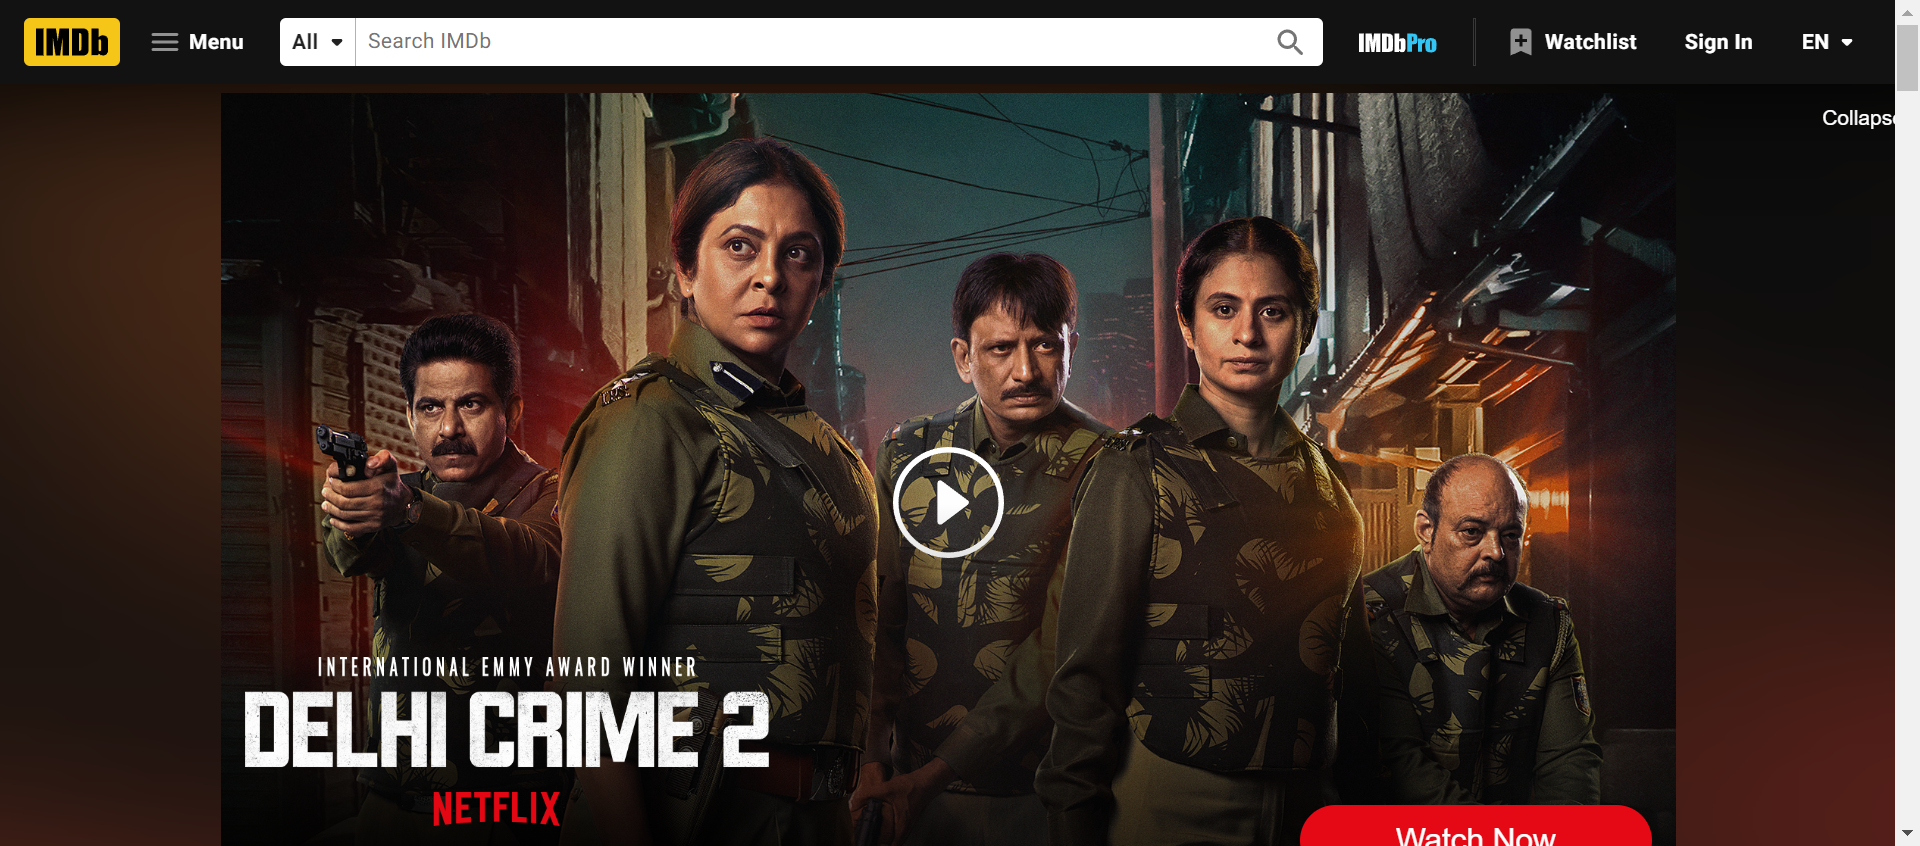 IMDb Menu All Search IMDb IMDbPro Watchlist Sign In EN
Collapse
INTERNATIONAL EMMY AWARD WINNER
DELHI CRIME 2
NETFLIX
Watch Now